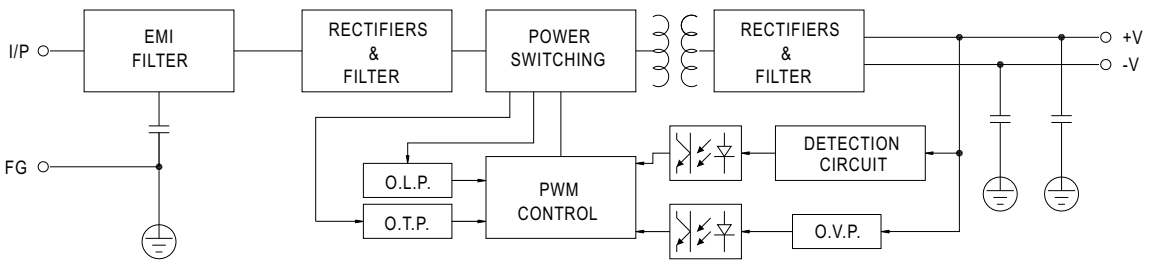 I/P
EMI
FILTER
RECTIFIERS
&
FILTER
POWER
SWITCHING
RECTIFIERS
&
FILTER
+V
-V
FG
O.L.P.
O.T.P.
PWM
CONTROL
DETECTION
CIRCUIT
O.V.P.